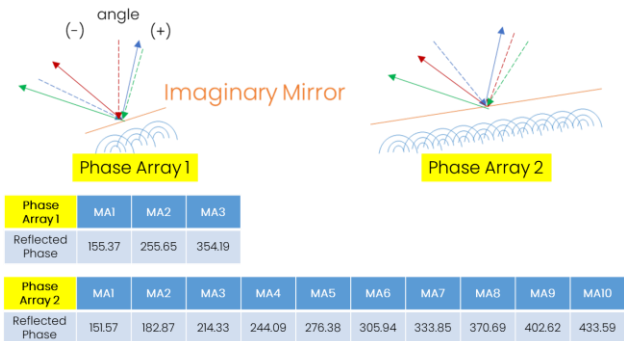 angle
(-) (+)
Imaginary Mirror
Phase Array 1
Phase Array 2
Phase Array 1 MA1 MA2 MA3
Reflected Phase 155.37 255.65 354.19
Phase Array 2 MA1 MA2 MA3 MA4 MA5 MA6 MA7 MA8 MA9 MA10
Reflected Phase 151.57 182.87 214.33 244.09 276.38 305.94 333.85 370.69 402.62 433.59